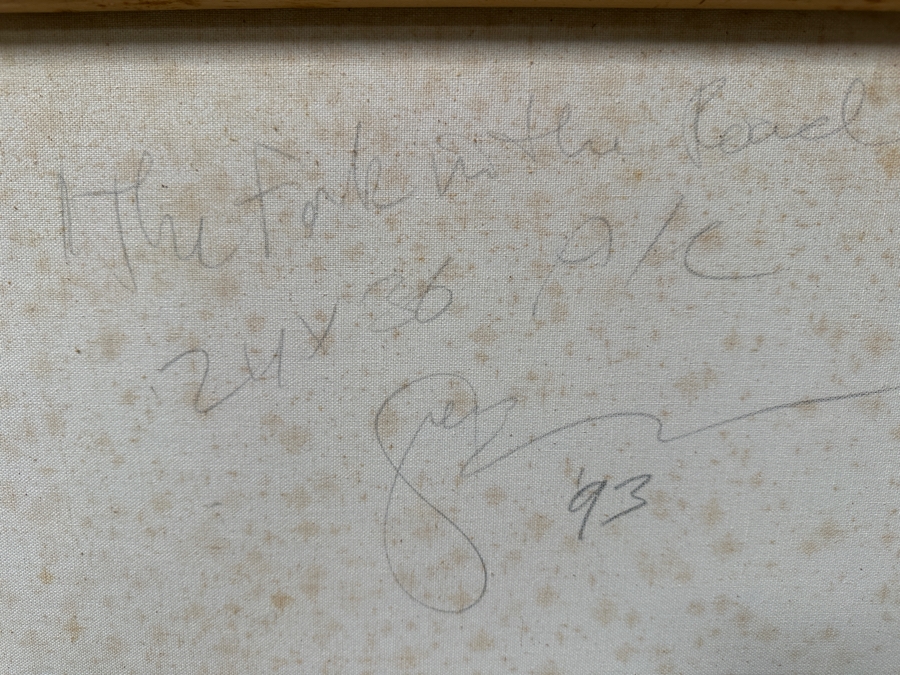 "The Fork in the Road
24 x 36 O/C
'93